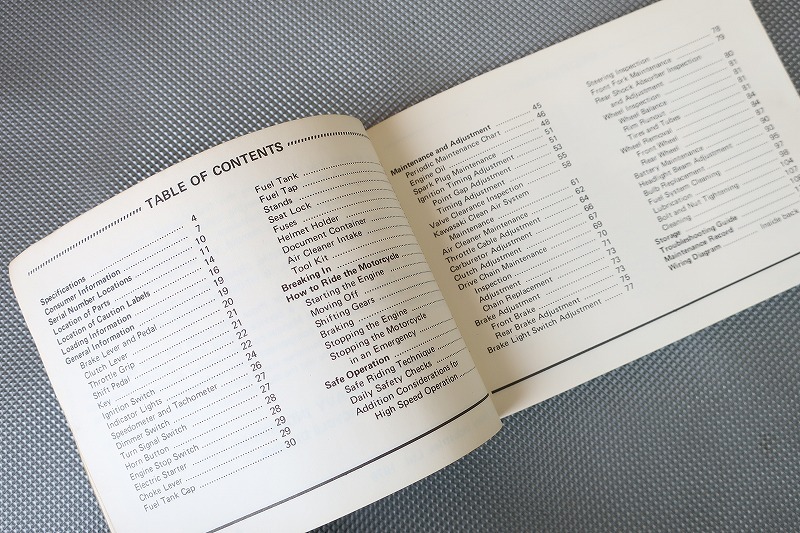 TABLE OF CONTENTS
Specifications 4
Consumer Information 7
Serial Number Locations 10
Location of Parts 11
Location of Caution Labels 14
Loading Information 16
General Information 19
Brake Lever and Pedal 19
Clutch Lever 20
Throttle Grip 21
Shift Pedal 21
Key 22
Ignition Switch 22
Indicator Lights 24
Speedometer and Tachometer 26
Dimmer Switch 27
Turn Signal Switch 27
Horn Button 28
Engine Stop Switch 28
Electric Starter 29
Choke Lever 29
Fuel Tank Cap 30
Fuel Tank
Fuel Tap
Stands
Seat Lock
Fuses
Helmet Holder
Document Container
Air Cleaner Intake
Tool Kit
Breaking In
How to Ride the Motorcycle
Starting the Engine
Moving Off
Shifting Gears
Braking
Stopping the Engine
Stopping the Motorcycle
in an Emergency
Safe Operation
Safe Riding Technique
Daily Safety Checks
Addition Considerations for
High Speed Operation
Maintenance and Adjustment 45
Periodic Maintenance Chart 46
Engine Oil 48
Spark Plug Maintenance 51
Ignition Timing Adjustment 51
Point Gap Adjustment 53
Timing Adjustment 55
Valve Clearance Inspection 58
Kawasaki Clean Air System
Maintenance 61
Air Cleaner Maintenance 62
Throttle Cable Adjustment 64
Carburetor Adjustment 66
Clutch Adjustment 67
Drive Chain Maintenance 69
Inspection 70
Adjustment 71
Chain Replacement 73
Brake Adjustment 73
Front Brake 73
Rear Brake Adjustment 75
Brake Light Switch Adjustment 77
Steering Inspection 78
Front Fork Maintenance 79
Rear Shock Absorber Inspection
and Adjustment 80
Wheel Inspection 81
Wheel Balance 81
Rim Runout 81
Tires and Tubes 81
Wheel Removal 84
Front Wheel 84
Rear Wheel 87
Battery Maintenance 90
Headlight Beam Adjustment 93
Bulb Replacement 95
Fuel System Cleaning 97
Lubrication 98
Bolt and Nut Tightening 104
Cleaning 107
Storage
Troubleshooting Guide
Maintenance Record
Wiring Diagram Inside back